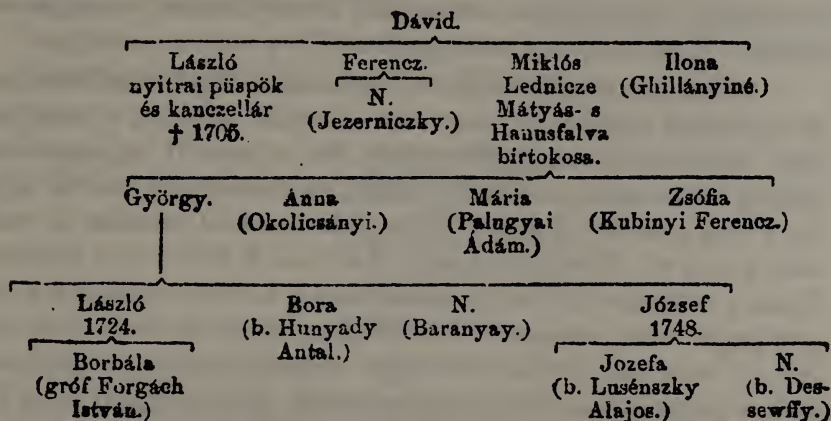 Dávid.
László Ferencz. Miklós Ilona
nyitrai püspök N. Lednicze (Ghillányiné.)
és kanczellár (Jezerniczky.) Mátyás- s
† 1705. Hanusfalva
birtokosa.
György. Anna Mária Zsófia
(Okolicsányi.) (Palugyai (Kubinyi Ferencz.)
Ádám.)
László Bora N. József
1724. (b. Hunyady (Baranyay.) 1748.
Antal.)
Borbála Jozefa N.
(gróf Forgách (b. Lusénszky (b. Des-
István.) Alajos.) sewffy.)